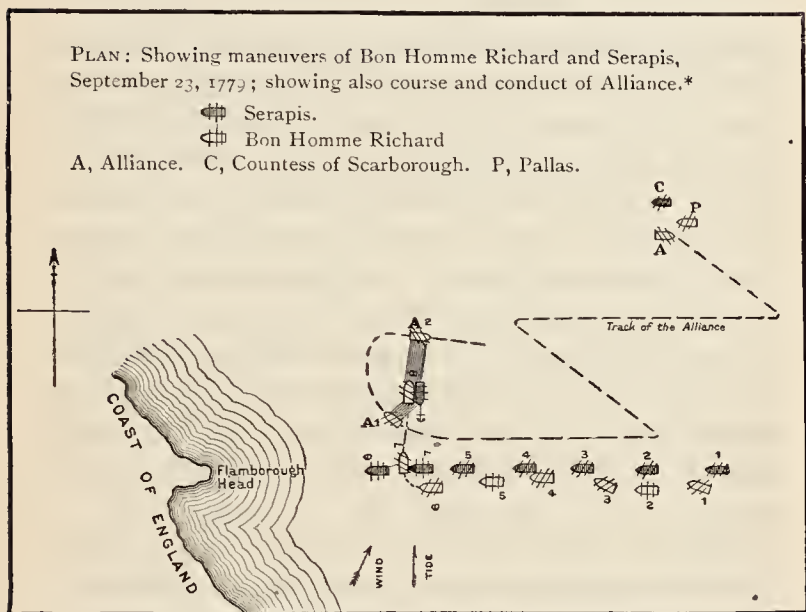 PLAN: Showing maneuvers of Bon Homme Richard and Serapis,
September 23, 1779; showing also course and conduct of Alliance.*
Serapis.
Bon Homme Richard
A, Alliance. C, Countess of Scarborough. P, Pallas.
C
P
A
Track of the Alliance
A 2
8
A1
COAST OF ENGLAND
Flamborough
Head
6 7 5 4 3 2 1
7
6 5 4 3 2 1
WIND
TIDE